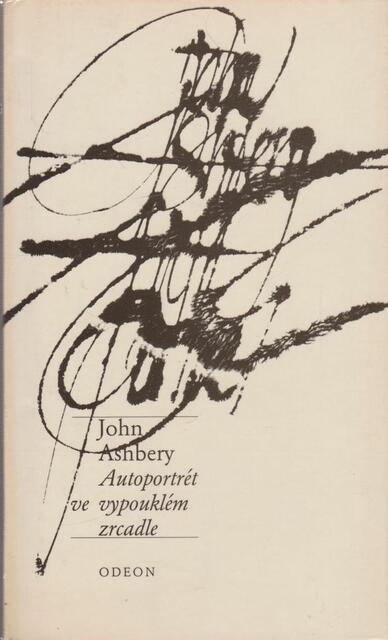 John
Ashbery
Autoportrét
ve vypouklém
zrcadle
ODEON